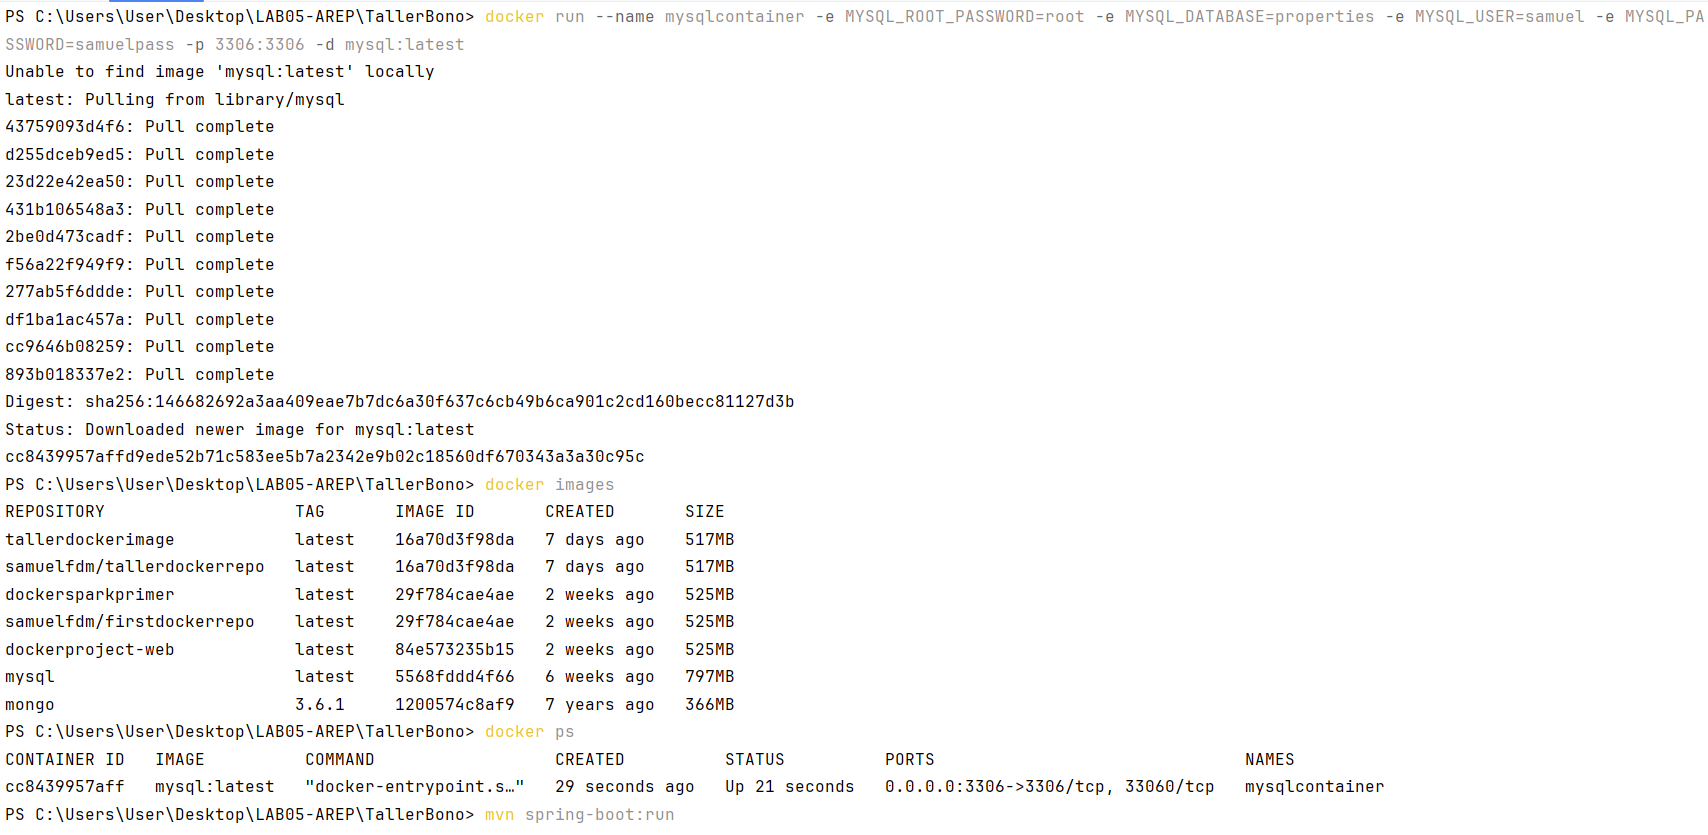 PS C:\Users\User\Desktop\LAB05-AREP\TallerBono> docker run --name mysqlcontainer -e MYSQL_ROOT_PASSWORD=root -e MYSQL_DATABASE=properties -e MYSQL_USER=samuel -e MYSQL_PA
SSWORD=samuelpass -p 3306:3306 -d mysql:latest
Unable to find image 'mysql:latest' locally
latest: Pulling from library/mysql
43759093d4f6: Pull complete
d255dceb9ed5: Pull complete
23d22e42ea50: Pull complete
431b106548a3: Pull complete
2be0d473cadf: Pull complete
f56a22f949f9: Pull complete
277ab5f6ddde: Pull complete
df1ba1ac457a: Pull complete
cc9646b08259: Pull complete
893b018337e2: Pull complete
Digest: sha256:146682692a3aa409eae7b7dc6a30f637c6cb49b6ca901c2cd160becc81127d3b
Status: Downloaded newer image for mysql:latest
cc8439957affd9ede52b71c583ee5b7a2342e9b02c18560df670343a3a30c95c
PS C:\Users\User\Desktop\LAB05-AREP\TallerBono> docker images
REPOSITORY                   TAG       IMAGE ID       CREATED       SIZE
tallerdockerimage            latest    16a70d3f98da   7 days ago    517MB
samuelfdm/tallerdockerrepo   latest    16a70d3f98da   7 days ago    517MB
dockersparkprimer            latest    29f784cae4ae   2 weeks ago   525MB
samuelfdm/firstdockerrepo    latest    29f784cae4ae   2 weeks ago   525MB
dockerproject-web            latest    84e573235b15   2 weeks ago   525MB
mysql                        latest    5568fddd4f66   6 weeks ago   797MB
mongo                        3.6.1     1200574c8af9   7 years ago   366MB
PS C:\Users\User\Desktop\LAB05-AREP\TallerBono> docker ps
CONTAINER ID   IMAGE          COMMAND                  CREATED          STATUS          PORTS                               NAMES
cc8439957aff   mysql:latest   "docker-entrypoint.s…"   29 seconds ago   Up 21 seconds   0.0.0.0:3306->3306/tcp, 33060/tcp   mysqlcontainer
PS C:\Users\User\Desktop\LAB05-AREP\TallerBono> mvn spring-boot:run